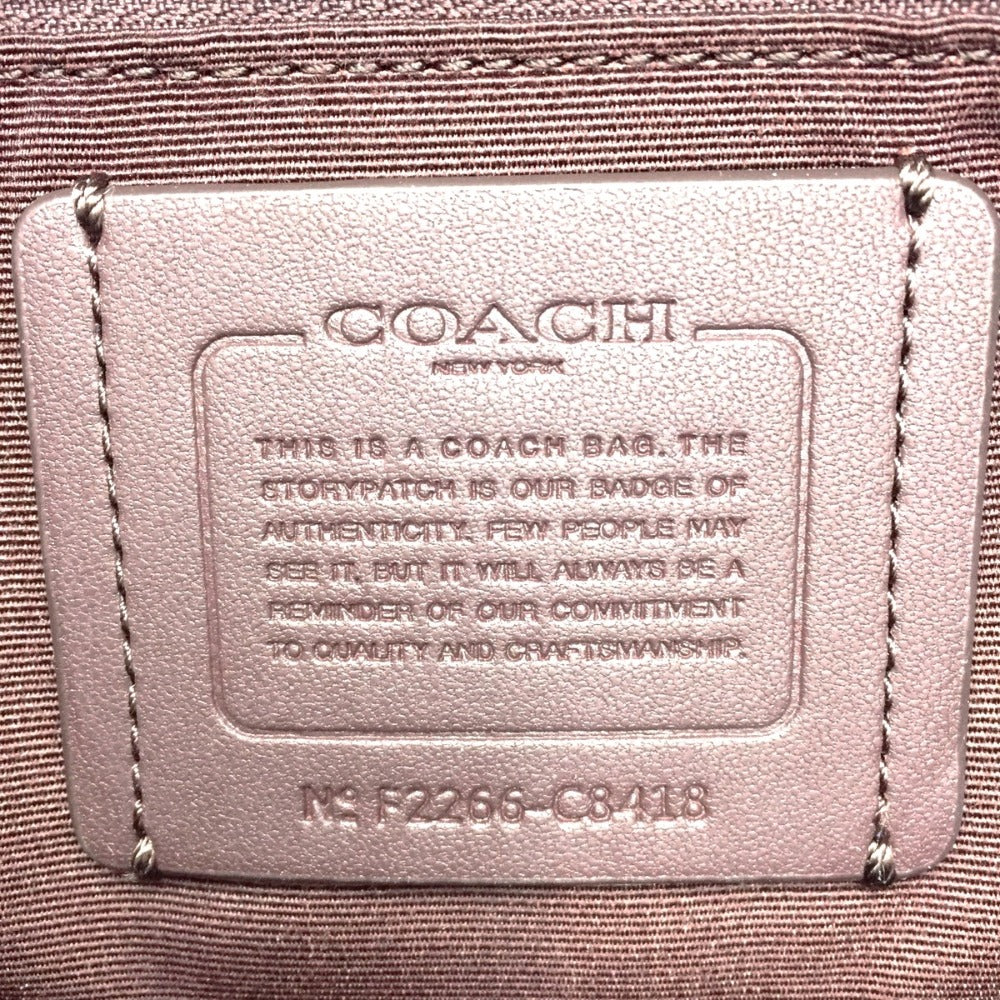 COACH
NEW YORK
THIS IS A COACH BAG. THE
STORYPATCH IS OUR BADGE OF
AUTHENTICITY. FEW PEOPLE MAY
SEE IT, BUT IT WILL ALWAYS BE A
REMINDER OF OUR COMMITMENT
TO QUALITY AND CRAFTSMANSHIP.
№ F2266-C8418